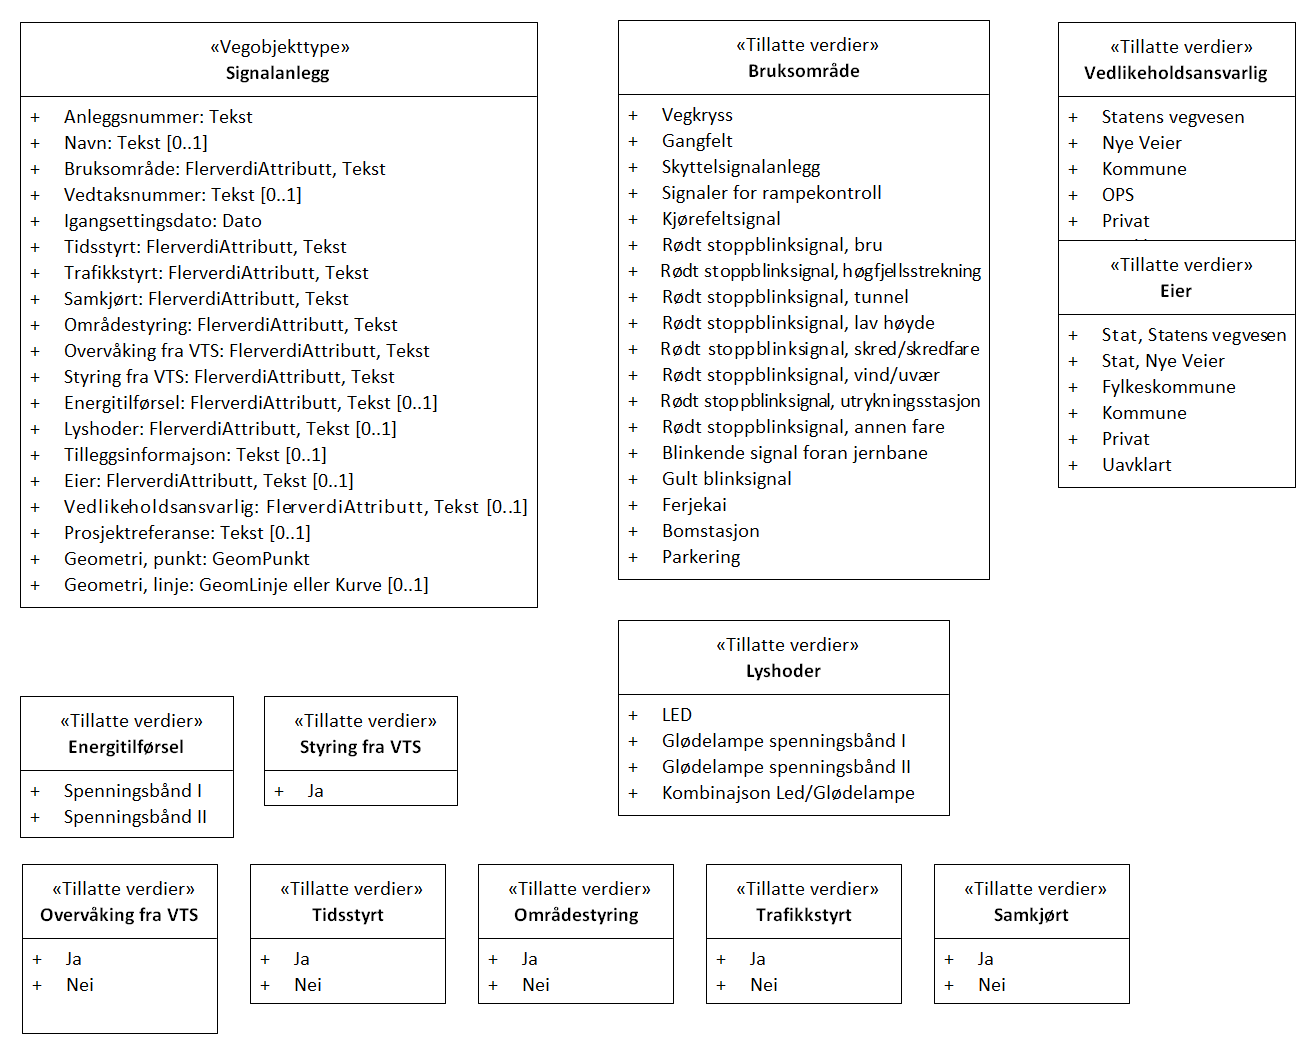 «Vegobjekttype»
Signalanlegg
+ Anleggsnummer: Tekst
+ Navn: Tekst [0..1]
+ Bruksområde: FlerverdiAttributt, Tekst
+ Vedtaksnummer: Tekst [0..1]
+ Igangsettingsdato: Dato
+ Tidsstyrt: FlerverdiAttributt, Tekst
+ Trafikkstyrt: FlerverdiAttributt, Tekst
+ Samkjørt: FlerverdiAttributt, Tekst
+ Områdestyring: FlerverdiAttributt, Tekst
+ Overvåking fra VTS: FlerverdiAttributt, Tekst
+ Styring fra VTS: FlerverdiAttributt, Tekst
+ Energitilførsel: FlerverdiAttributt, Tekst [0..1]
+ Lyshoder: FlerverdiAttributt, Tekst [0..1]
+ Tilleggsinformajson: Tekst [0..1]
+ Eier: FlerverdiAttributt, Tekst [0..1]
+ Vedlikeholdsansvarlig: FlerverdiAttributt, Tekst [0..1]
+ Prosjektreferanse: Tekst [0..1]
+ Geometri, punkt: GeomPunkt
+ Geometri, linje: GeomLinje eller Kurve [0..1]
«Tillatte verdier»
Bruksområde
+ Vegkryss
+ Gangfelt
+ Skyttelsignalanlegg
+ Signaler for rampekontroll
+ Kjørefeltsignal
+ Rødt stoppblinksignal, bru
+ Rødt stoppblinksignal, høgfjellsstrekning
+ Rødt stoppblinksignal, tunnel
+ Rødt stoppblinksignal, lav høyde
+ Rødt stoppblinksignal, skred/skredfare
+ Rødt stoppblinksignal, vind/uvær
+ Rødt stoppblinksignal, utrykningsstasjon
+ Rødt stoppblinksignal, annen fare
+ Blinkende signal foran jernbane
+ Gult blinksignal
+ Ferjekai
+ Bomstasjon
+ Parkering
«Tillatte verdier»
Vedlikeholdsansvarlig
+ Statens vegvesen
+ Nye Veier
+ Kommune
+ OPS
+ Privat
«Tillatte verdier»
Eier
+ Stat, Statens vegvesen
+ Stat, Nye Veier
+ Fylkeskommune
+ Kommune
+ Privat
+ Uavklart
«Tillatte verdier»
Lyshoder
+ LED
+ Glødelampe spenningsbånd I
+ Glødelampe spenningsbånd II
+ Kombinajson Led/Glødelampe
«Tillatte verdier»
Energitilførsel
+ Spenningsbånd I
+ Spenningsbånd II
«Tillatte verdier»
Styring fra VTS
+ Ja
«Tillatte verdier»
Overvåking fra VTS
+ Ja
+ Nei
«Tillatte verdier»
Tidsstyrt
+ Ja
+ Nei
«Tillatte verdier»
Områdestyring
+ Ja
+ Nei
«Tillatte verdier»
Trafikkstyrt
+ Ja
+ Nei
«Tillatte verdier»
Samkjørt
+ Ja
+ Nei